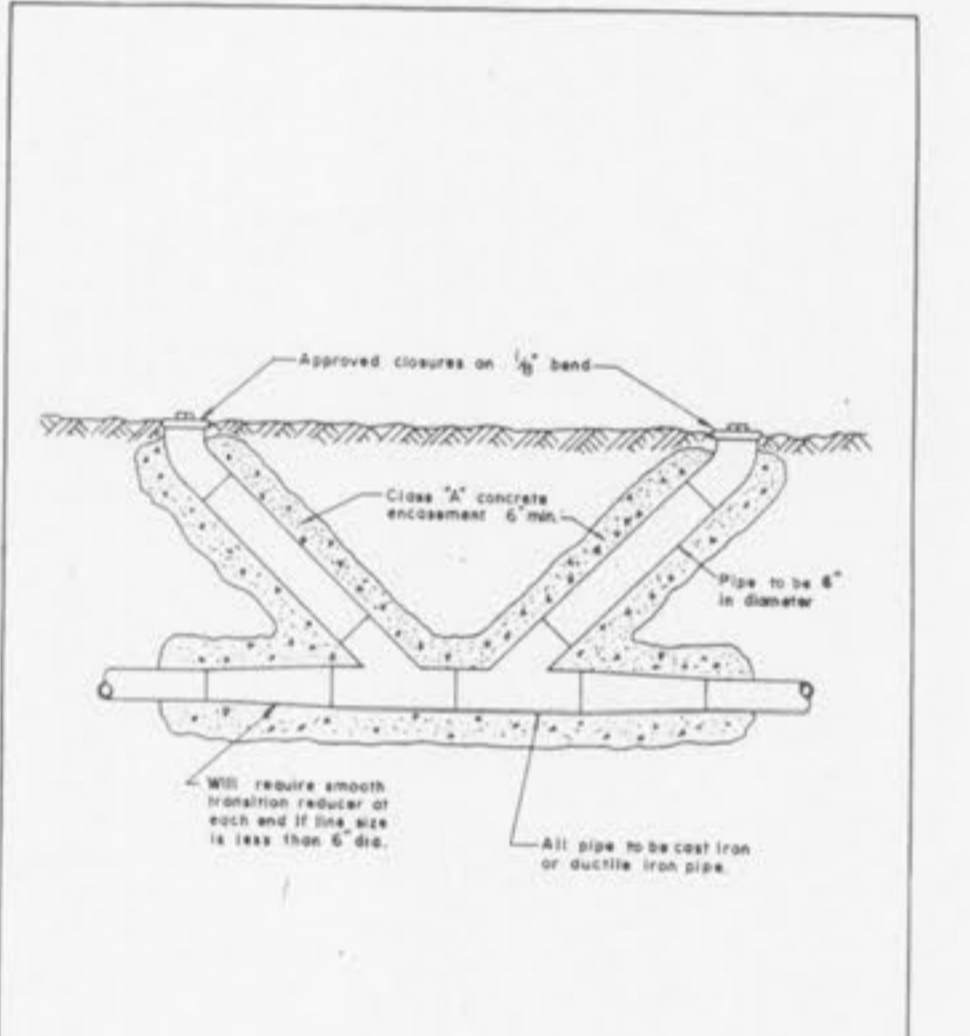 Approved closures on 1/8" bend
Class "A" concrete
encasement 6" min.
Pipe to be 6"
in diameter
Will require smooth
transition reducer at
each end if line size
is less than 6" dia.
All pipe to be cast iron
or ductile iron pipe.